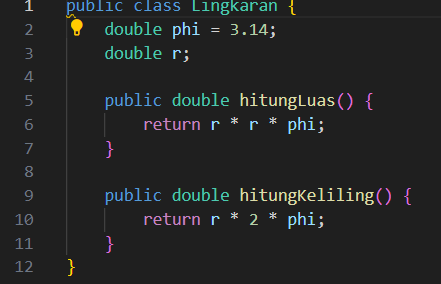 1 public class Lingkaran {
2     double phi = 3.14;
3     double r;
4
5     public double hitungLuas() {
6         return r * r * phi;
7     }
8
9     public double hitungKeliling() {
10         return r * 2 * phi;
11     }
12 }